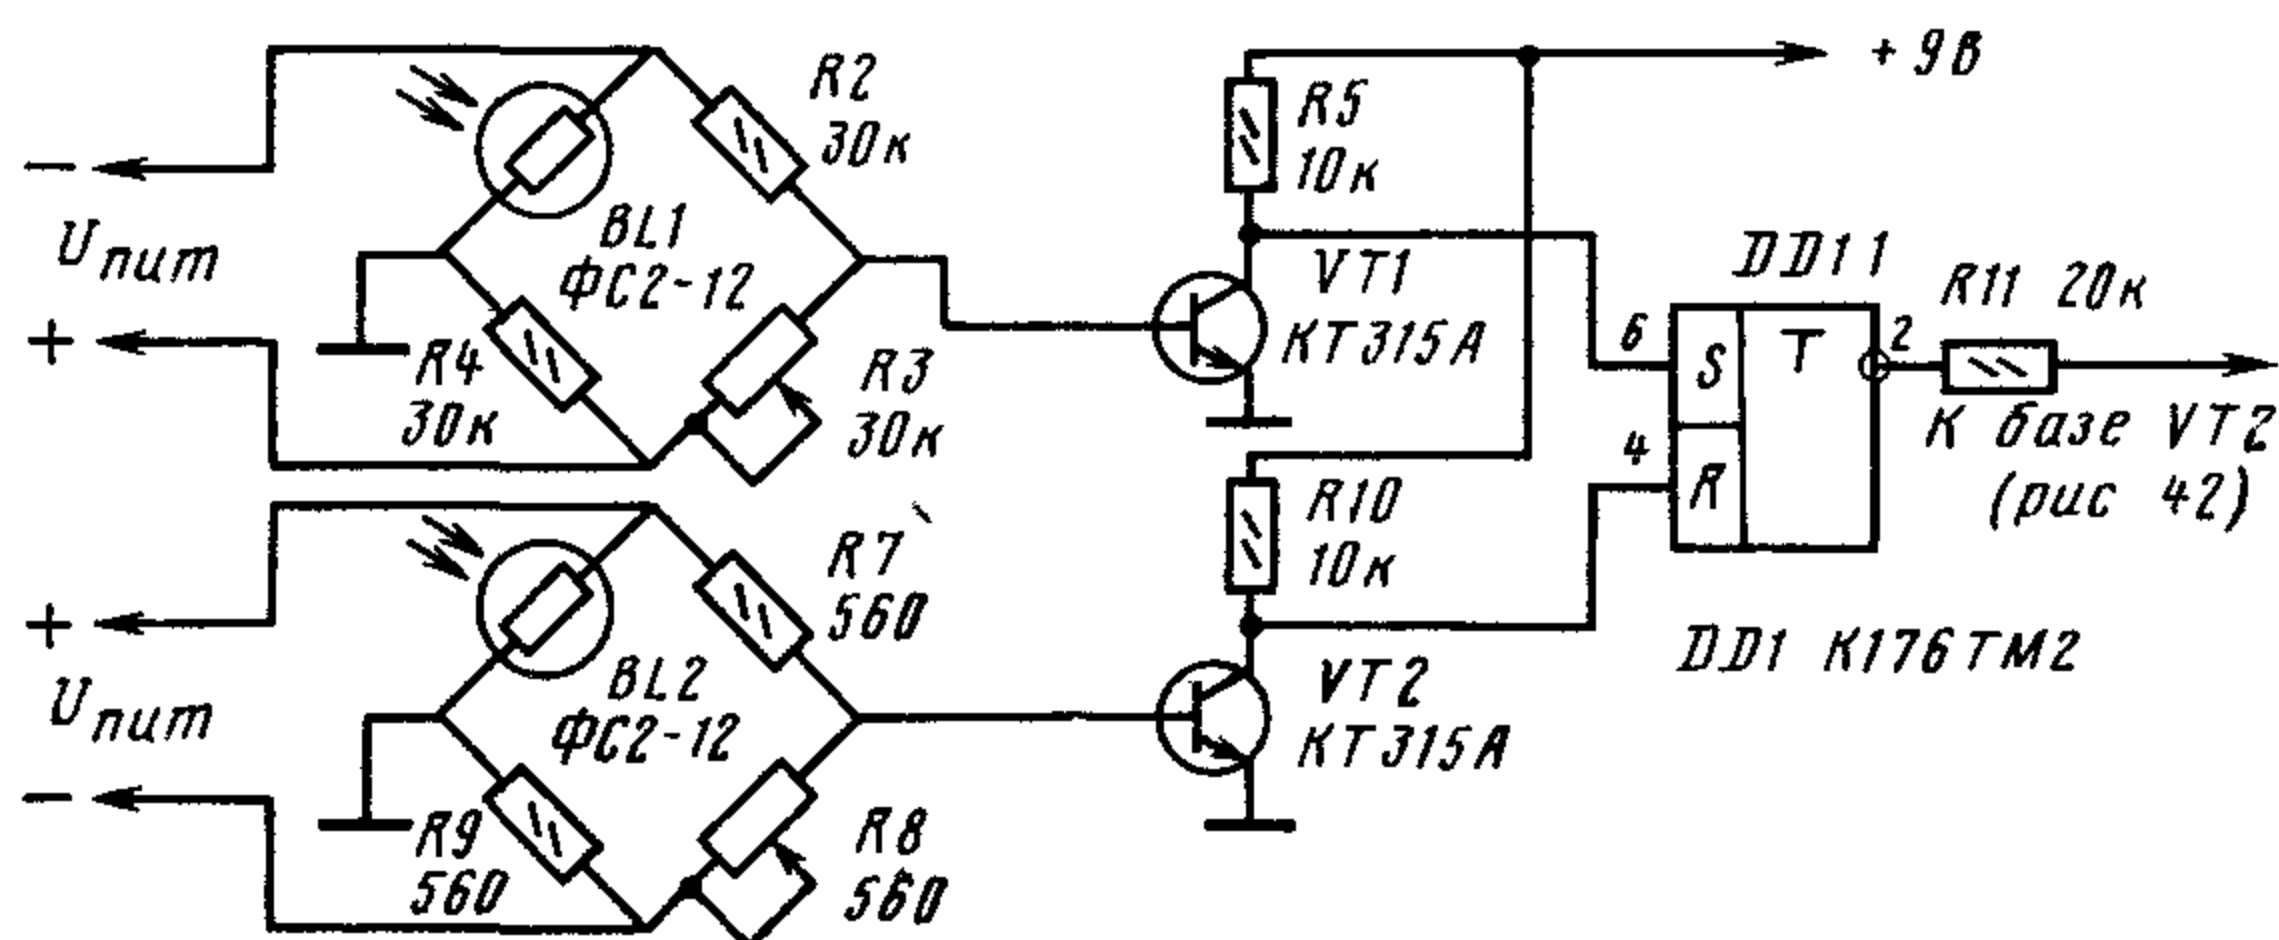 R2
30к
BL1
ФС2-12
R4
30к
R3
30к
−
Uпит
+
R5
10к
+9В
VT1
КТ315А
DD1 1
6
S
T
2
4
R
R11 20к
К базе VT2
(рис 42)
R7
560
BL2
ФС2-12
R9
560
R8
560
+
Uпит
−
R10
10к
VT2
КТ315А
DD1 К176ТМ2